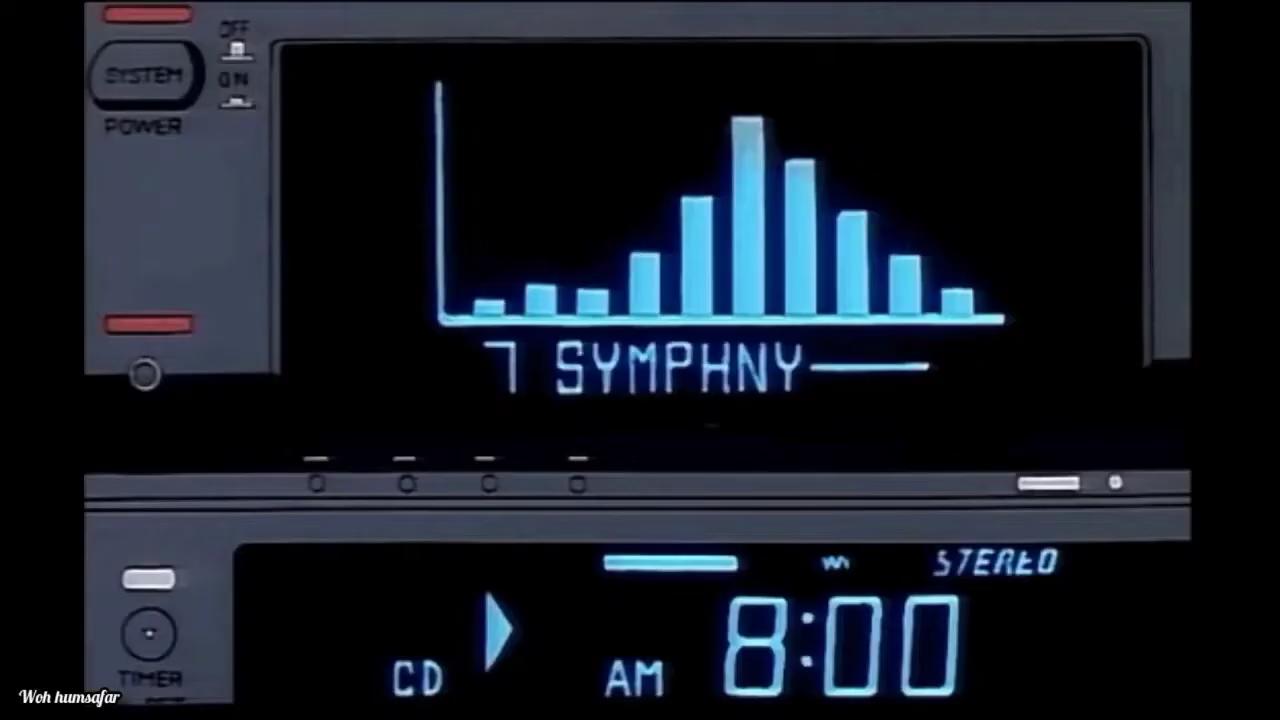 OFF
SYSTEM
ON
POWER
7 SYMPHNY
STEREO
CD
AM 8:00
TIMER
Woh humsafar